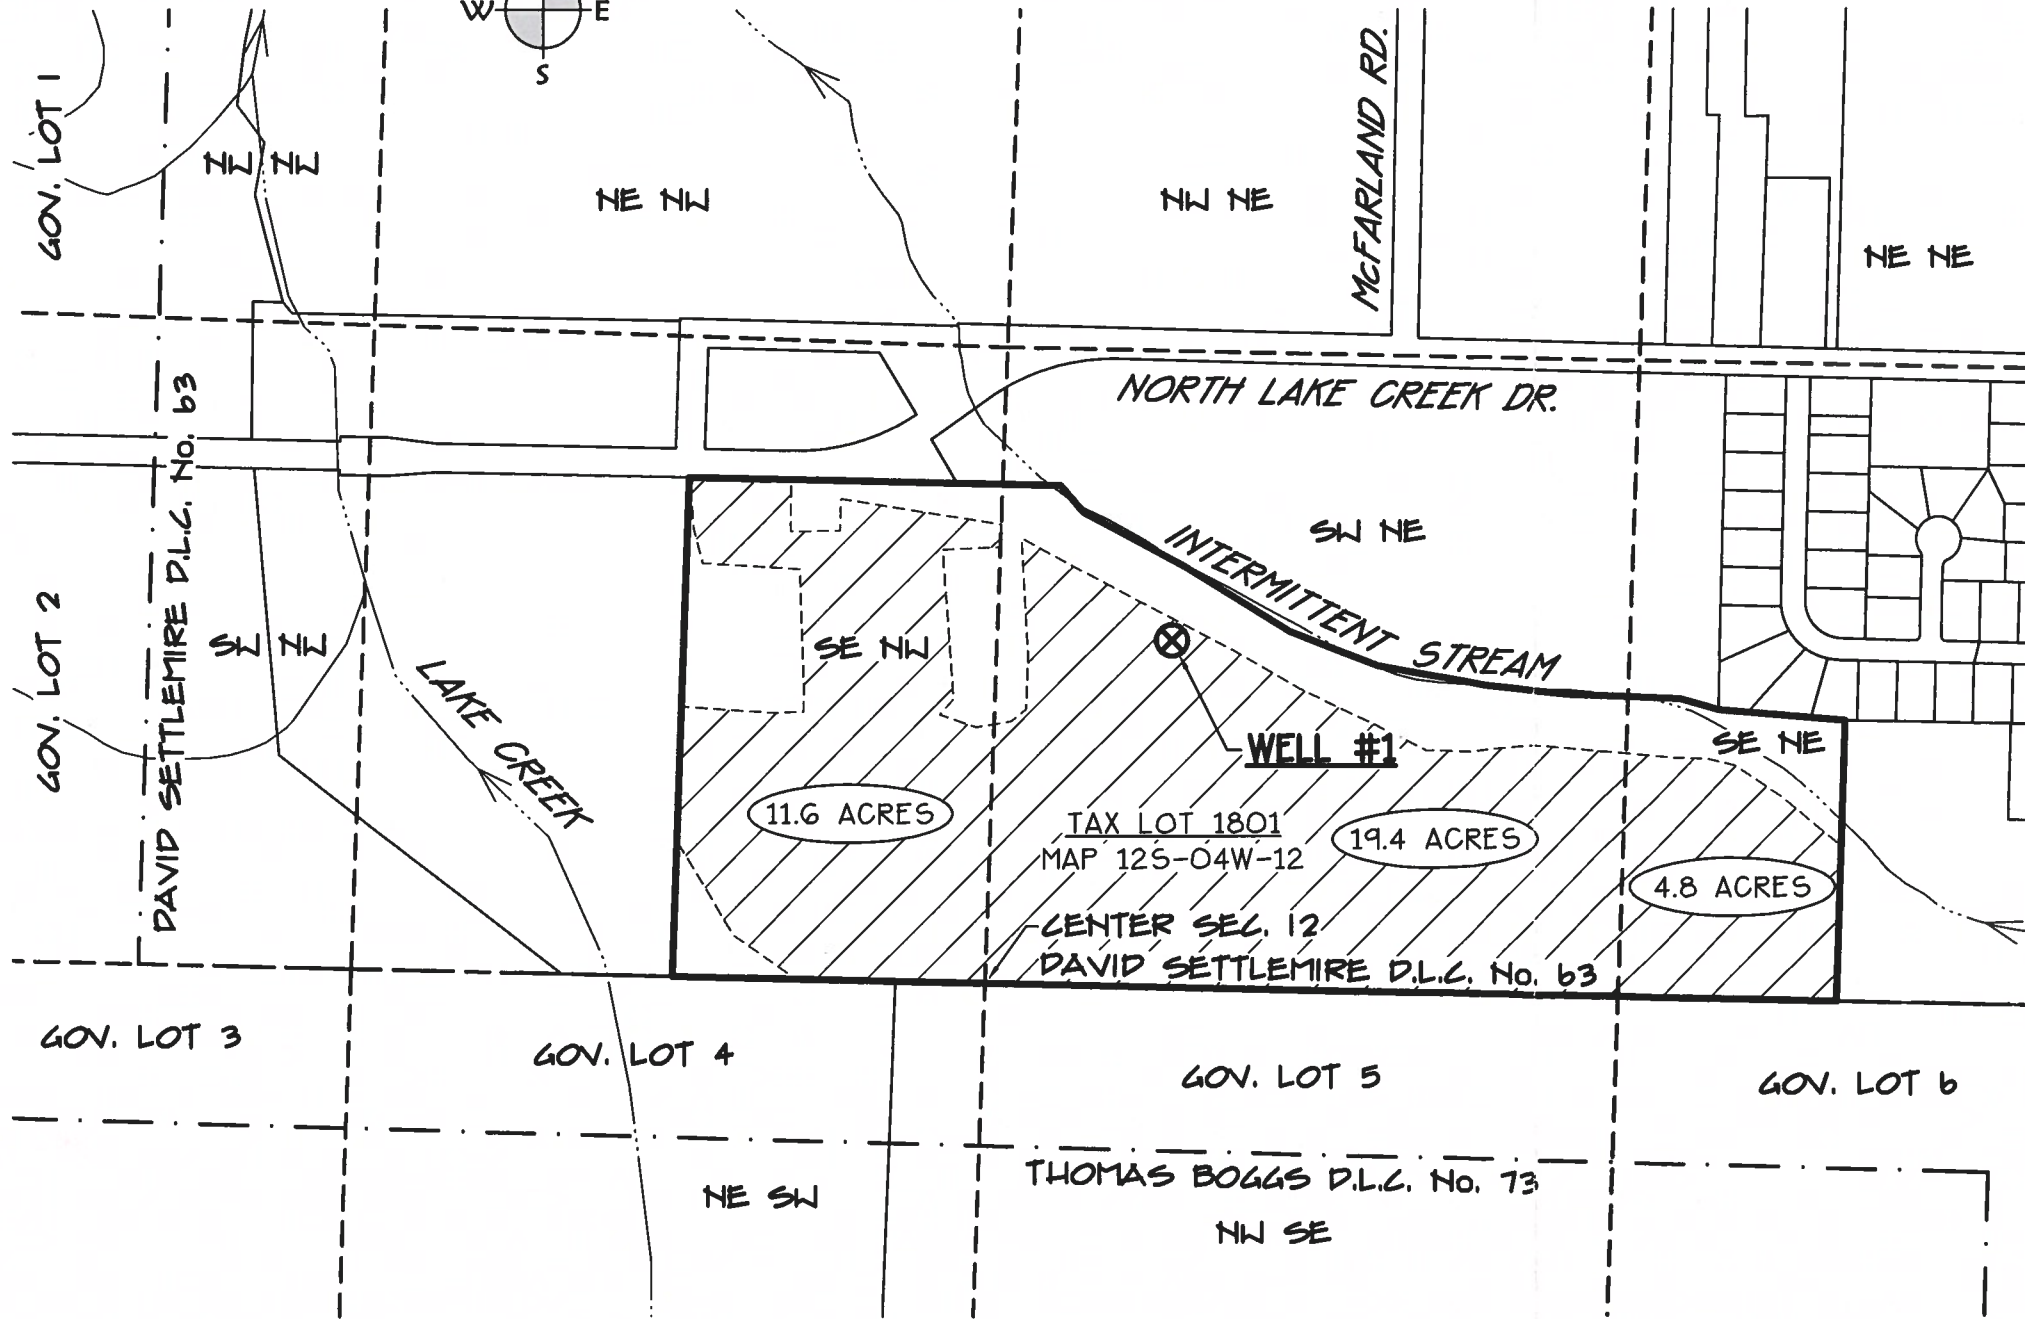 W E
S
GOV. LOT 1
NW NW
NE NW
NW NE
McFARLAND RD.
NE NE
NORTH LAKE CREEK DR.
DAVID SETTLEMIRE D.L.C. No. 63
GOV. LOT 2
SW NW
LAKE CREEK
SE NW
SW NE
INTERMITTENT STREAM
WELL #1
SE NE
11.6 ACRES
TAX LOT 1801
MAP 12S-04W-12
19.4 ACRES
4.8 ACRES
CENTER SEC. 12
DAVID SETTLEMIRE D.L.C. No. 63
GOV. LOT 3
GOV. LOT 4
GOV. LOT 5
GOV. LOT 6
NE SW
THOMAS BOGGS D.L.C. No. 73
NW SE